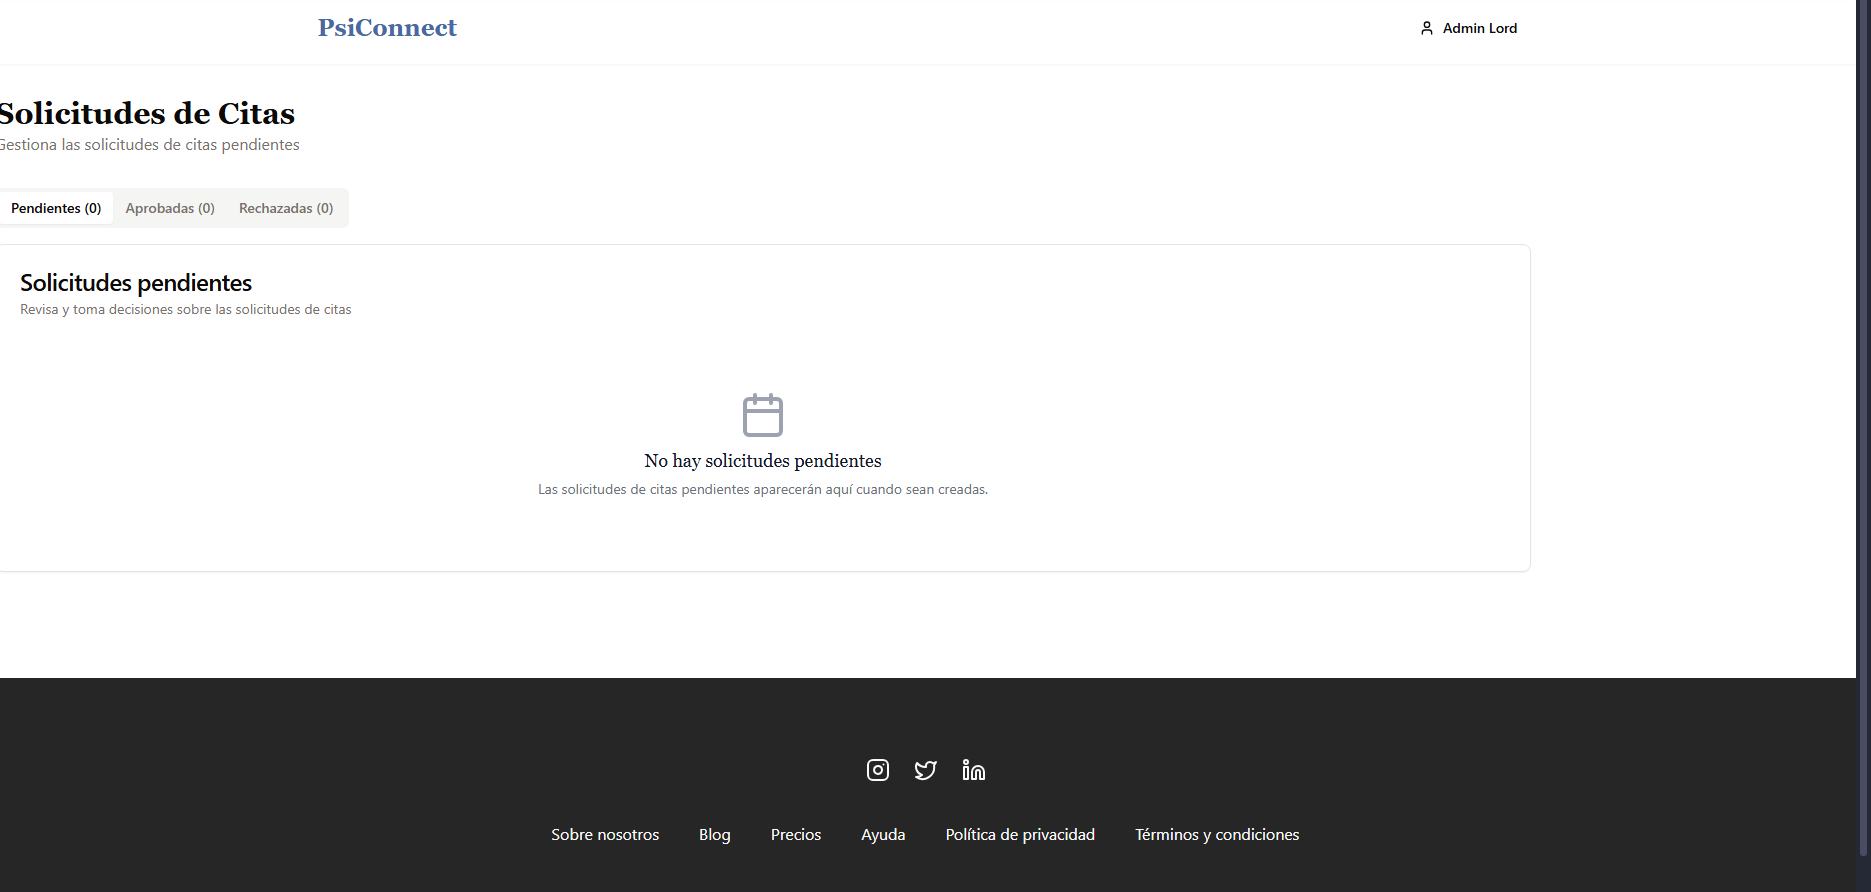 PsiConnect
Admin Lord
Solicitudes de Citas
Gestiona las solicitudes de citas pendientes
Pendientes (0)
Aprobadas (0)
Rechazadas (0)
Solicitudes pendientes
Revisa y toma decisiones sobre las solicitudes de citas
No hay solicitudes pendientes
Las solicitudes de citas pendientes aparecerán aquí cuando sean creadas.
Sobre nosotros
Blog
Precios
Ayuda
Política de privacidad
Términos y condiciones